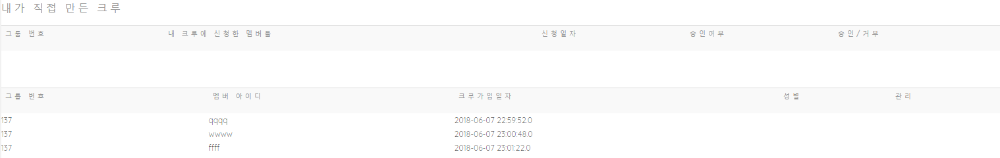 내가 직접 만든 크루
그룹 번호 내 크루에 신청한 멤버들 신청일자 승인여부 승인/거부
그룹 번호 멤버 아이디 크루가입일자 성별 관리
137 qqqq 2018-06-07 22:59:52.0
137 wwww 2018-06-07 23:00:48.0
137 ffff 2018-06-07 23:01:22.0